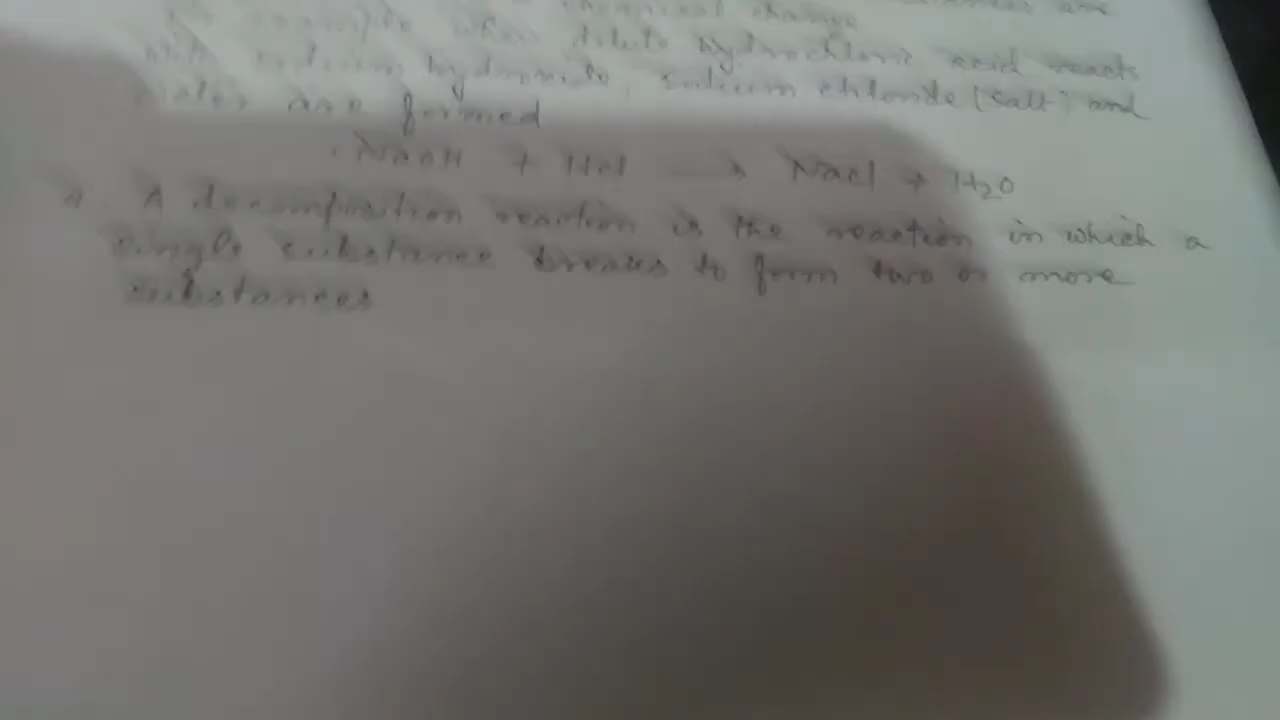 chemical change
example when dilute hydrochloric acid reacts
with sodium hydroxide, sodium chloride (salt) and
water are formed
NaOH + HCl → NaCl + H2O
A decomposition reaction is the reaction in which a
single substance breaks to form two or more
substances